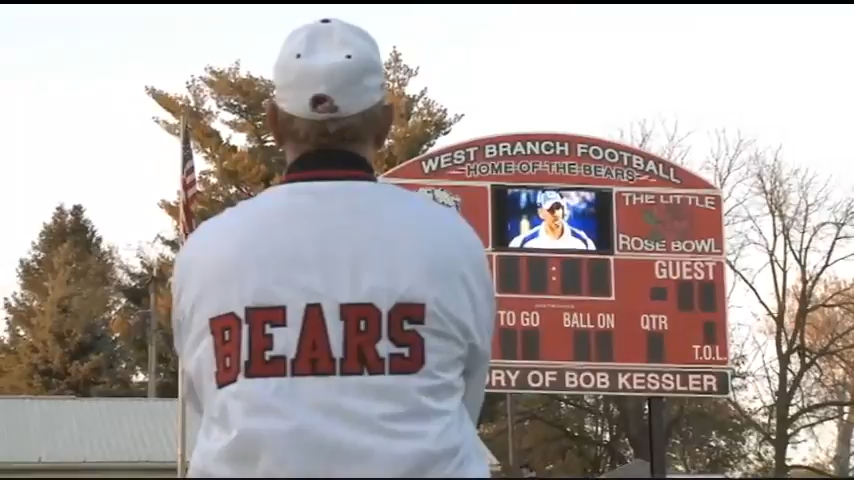 WEST BRANCH FOOTBALL
HOME OF THE BEARS
THE LITTLE
ROSE BOWL
GUEST
TO GO BALL ON QTR
T.O.L.
RY OF BOB KESSLER
BEARS